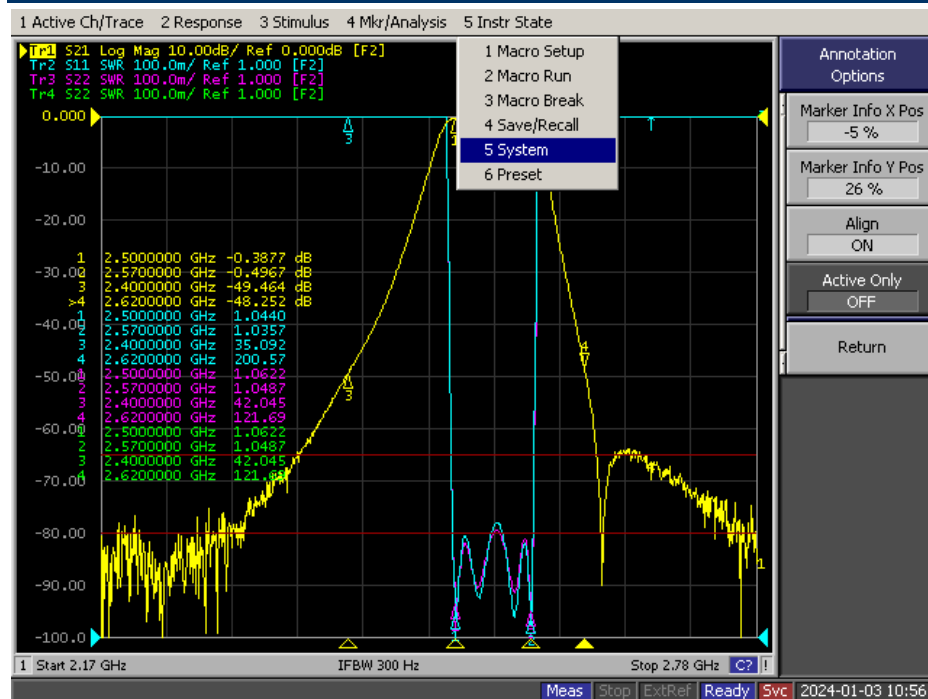 1 Active Ch/Trace 2 Response 3 Stimulus 4 Mkr/Analysis 5 Instr State
Tr1 S21 Log Mag 10.00dB/ Ref 0.000dB [F2]
Tr2 S11 SWR 100.0m/ Ref 1.000 [F2]
Tr3 S22 SWR 100.0m/ Ref 1.000 [F2]
Tr4 S22 SWR 100.0m/ Ref 1.000 [F2]
1 Macro Setup
2 Macro Run
3 Macro Break
4 Save/Recall
5 System
6 Preset
Annotation
Options
Marker Info X Pos
-5 %
Marker Info Y Pos
26 %
Align
ON
Active Only
OFF
Return
0.000
-10.00
-20.00
-30.00
-40.00
-50.00
-60.00
-70.00
-80.00
-90.00
-100.0
1 2.5000000 GHz -0.3877 dB
2 2.5700000 GHz -0.4967 dB
3 2.4000000 GHz -49.464 dB
>4 2.6200000 GHz -48.252 dB
1 2.5000000 GHz 1.0440
2 2.5700000 GHz 1.0357
3 2.4000000 GHz 35.092
4 2.6200000 GHz 200.57
1 2.5000000 GHz 1.0622
2 2.5700000 GHz 1.0487
3 2.4000000 GHz 42.045
4 2.6200000 GHz 121.69
1 2.5000000 GHz 1.0622
2 2.5700000 GHz 1.0487
3 2.4000000 GHz 42.045
4 2.6200000 GHz
3
3
4
1
1 Start 2.17 GHz IFBW 300 Hz Stop 2.78 GHz C? !
Meas Stop ExtRef Ready Svc 2024-01-03 10:56